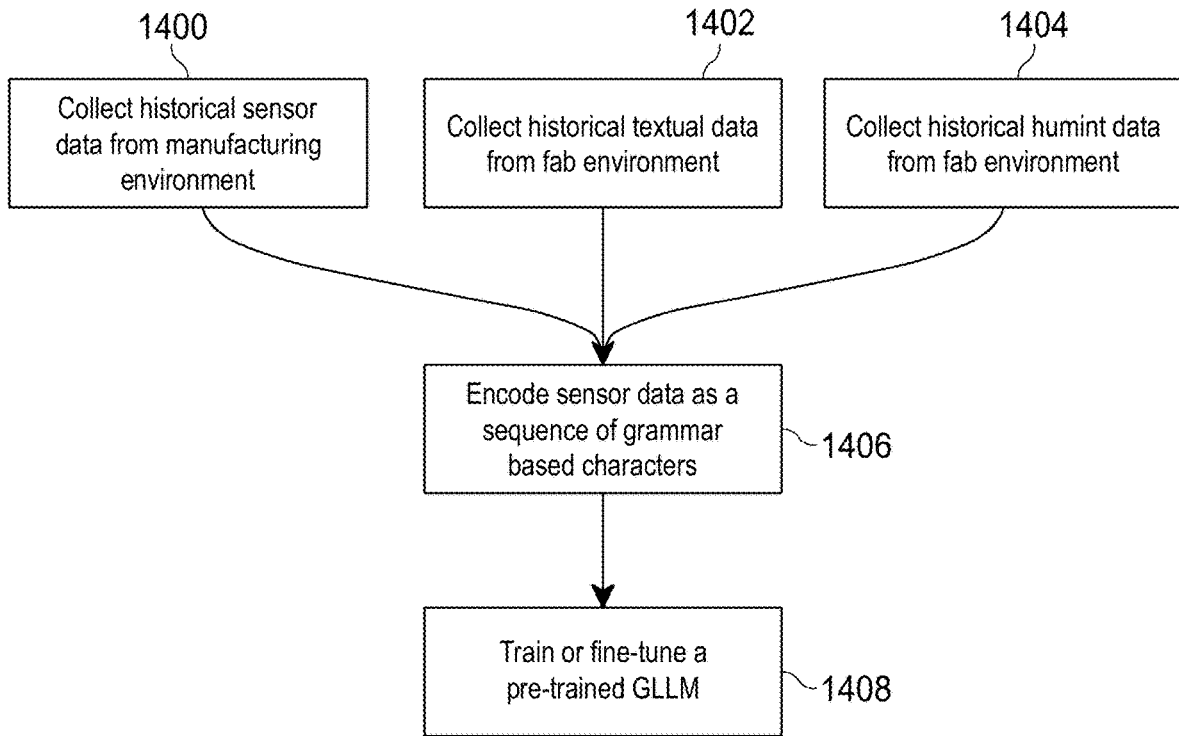 1400
1402
1404
Collect historical sensor
data from manufacturing
environment
Collect historical textual data
from fab environment
Collect historical humint data
from fab environment
Encode sensor data as a
sequence of grammar
based characters
1406
Train or fine-tune a
pre-trained GLLM
1408